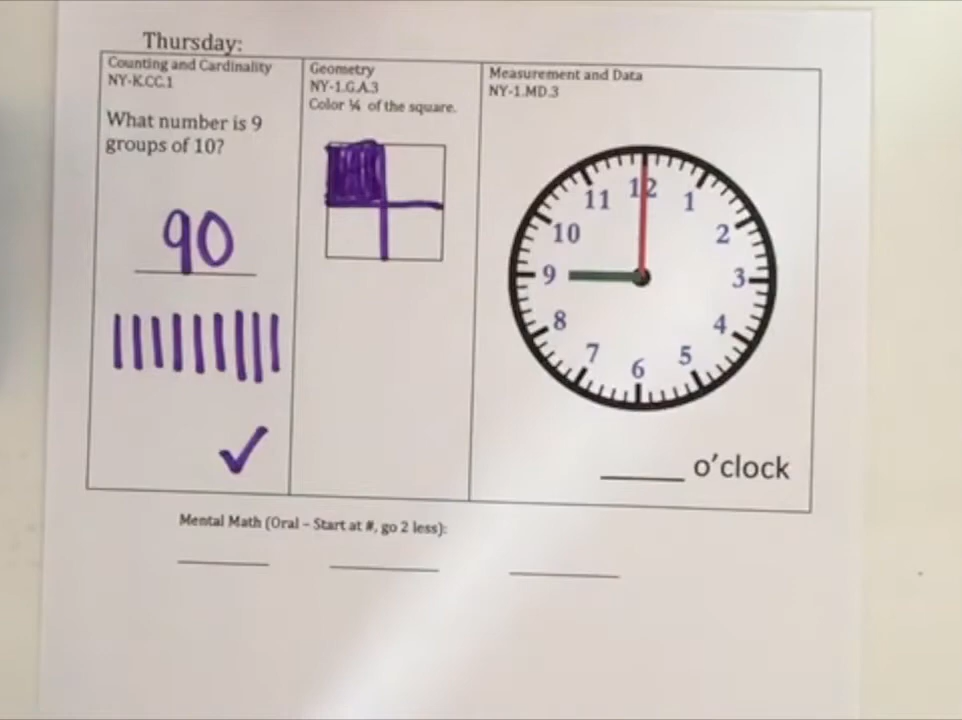 Thursday:
Counting and Cardinality
NY-K.CC.1
What number is 9
groups of 10?
90
Geometry
NY-1.G.A.3
Color ¼ of the square.
Measurement and Data
NY-1.MD.3
12
1
2
3
4
5
6
7
8
9
10
11
o'clock
Mental Math (Oral – Start at #, go 2 less):